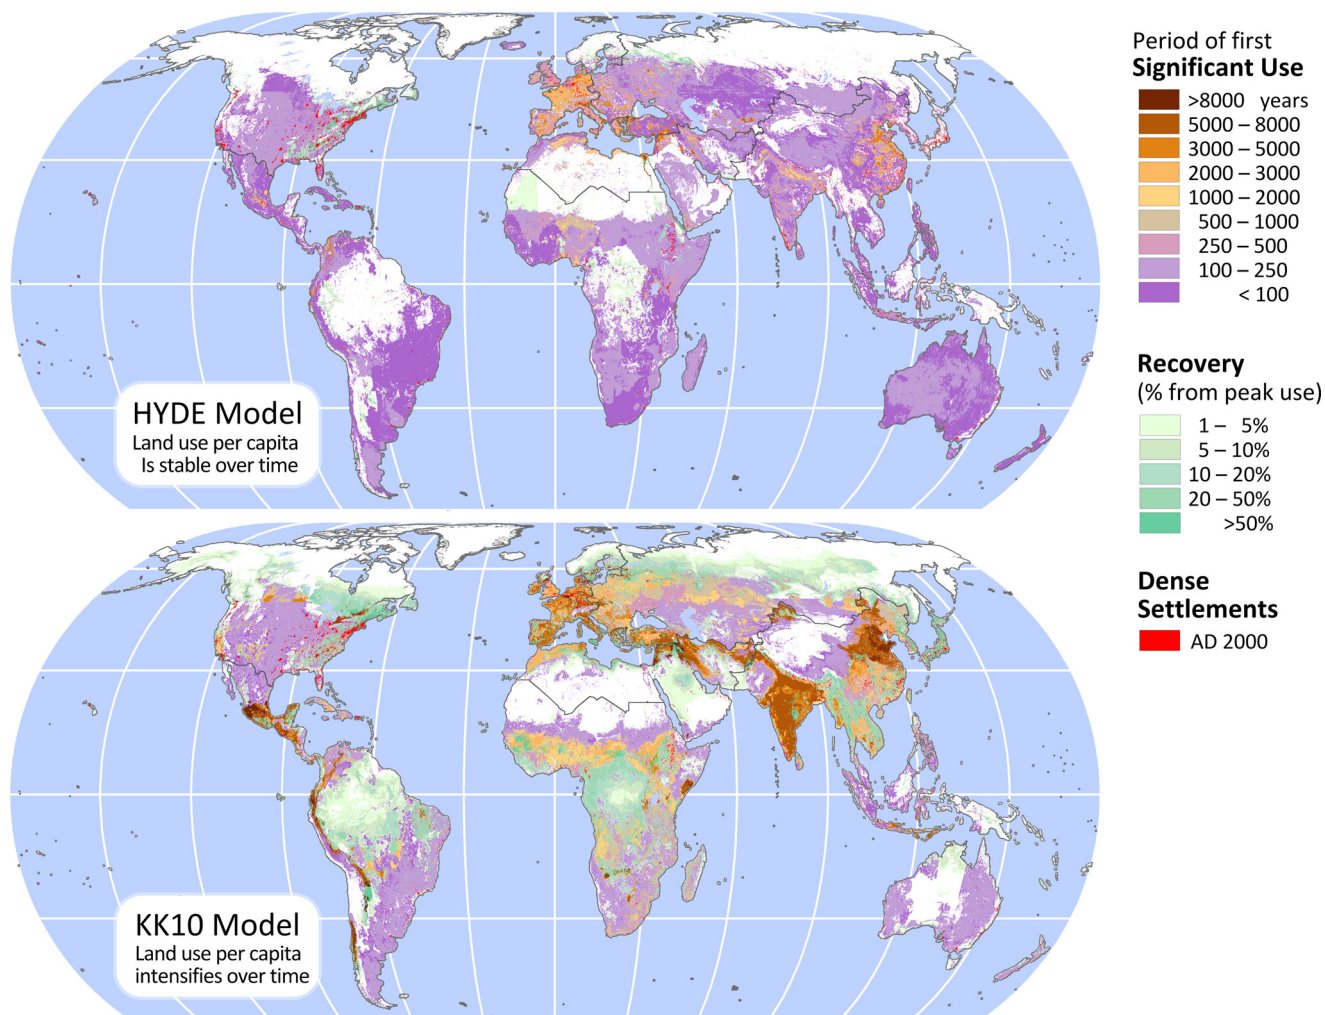 Period of first
Significant Use
>8000 years
5000 – 8000
3000 – 5000
2000 – 3000
1000 – 2000
500 – 1000
250 – 500
100 – 250
< 100
Recovery
(% from peak use)
1 – 5%
5 – 10%
10 – 20%
20 – 50%
>50%
Dense
Settlements
AD 2000
HYDE Model
Land use per capita
Is stable over time
KK10 Model
Land use per capita
intensifies over time